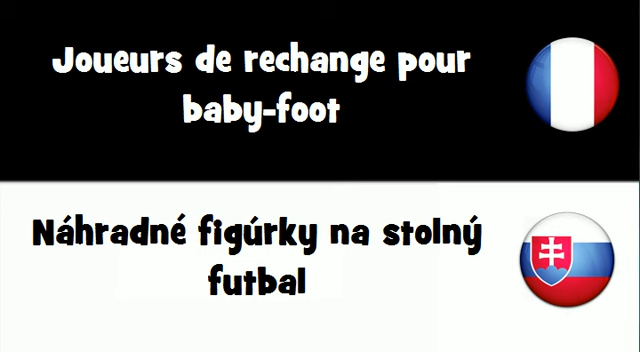 Joueurs de rechange pour
baby-foot
Náhradné figúrky na stolný
futbal